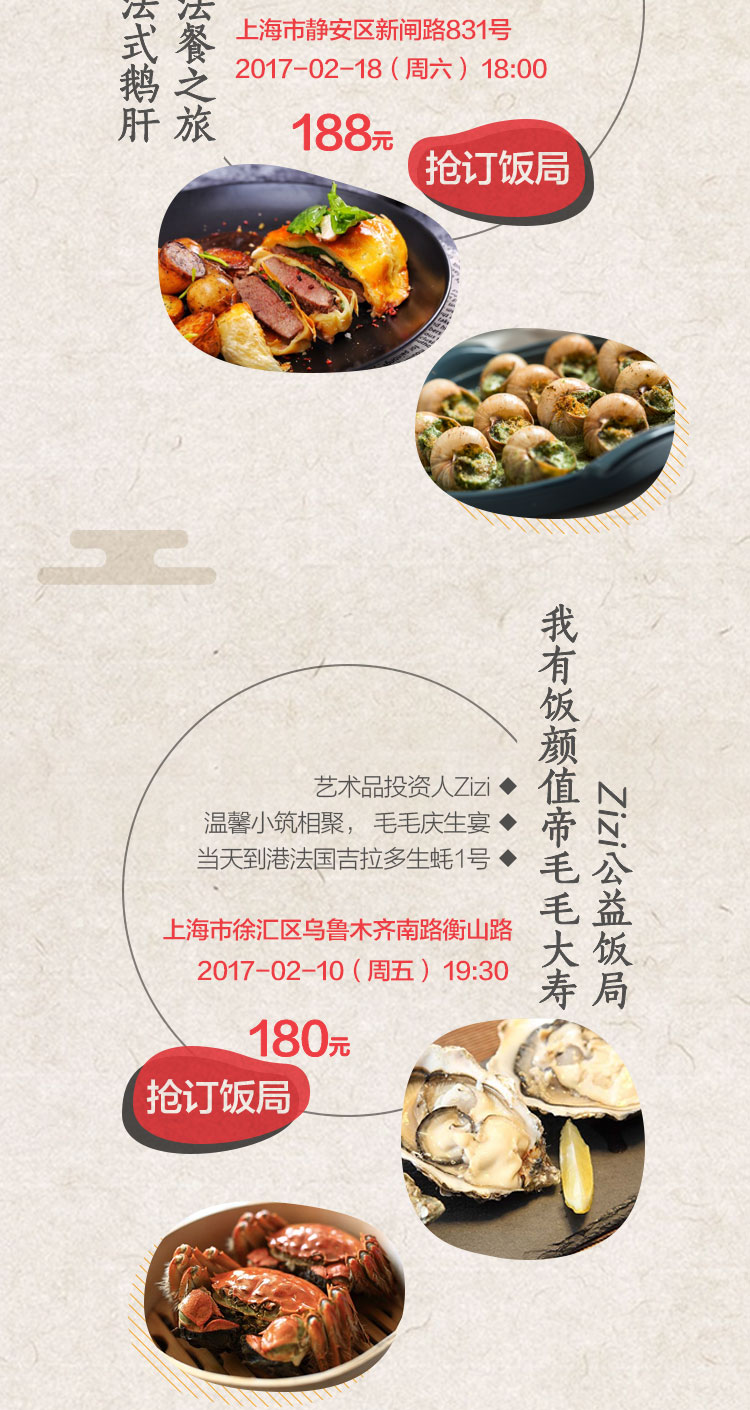 法餐之旅
法式鹅肝
上海市静安区新闸路831号
2017-02-18（周六） 18:00
188元
抢订饭局
Zizi公益饭局
我有饭颜值帝毛毛大寿
艺术品投资人Zizi ◆
温馨小筑相聚， 毛毛庆生宴 ◆
当天到港法国吉拉多生蚝1号 ◆
上海市徐汇区乌鲁木齐南路衡山路
2017-02-10（周五） 19:30
180元
抢订饭局